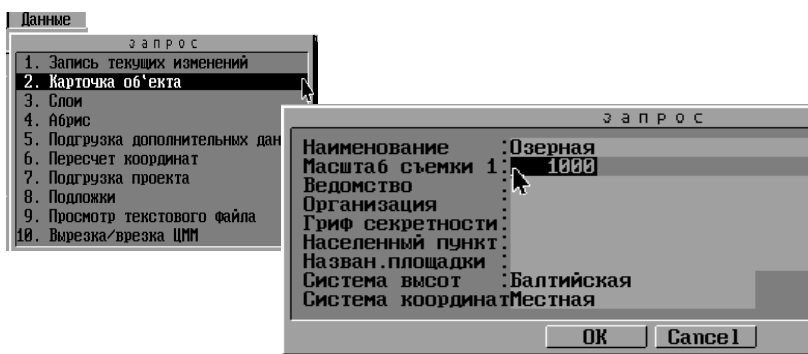 Данные
запрос
1. Запись текущих изменений
2. Карточка об'екта
3. Слои
4. Абрис
5. Подгрузка дополнительных дан
6. Пересчет координат
7. Подгрузка проекта
8. Подложки
9. Просмотр текстового файла
10. Вырезка/врезка ЦММ
запрос
Наименование :Озерная
Масштаб съемки 1: 1000
Ведомство :
Организация :
Гриф секретности:
Населенный пункт:
Назван.площадки :
Система высот :Балтийская
Система координатМестная
OK Cancel